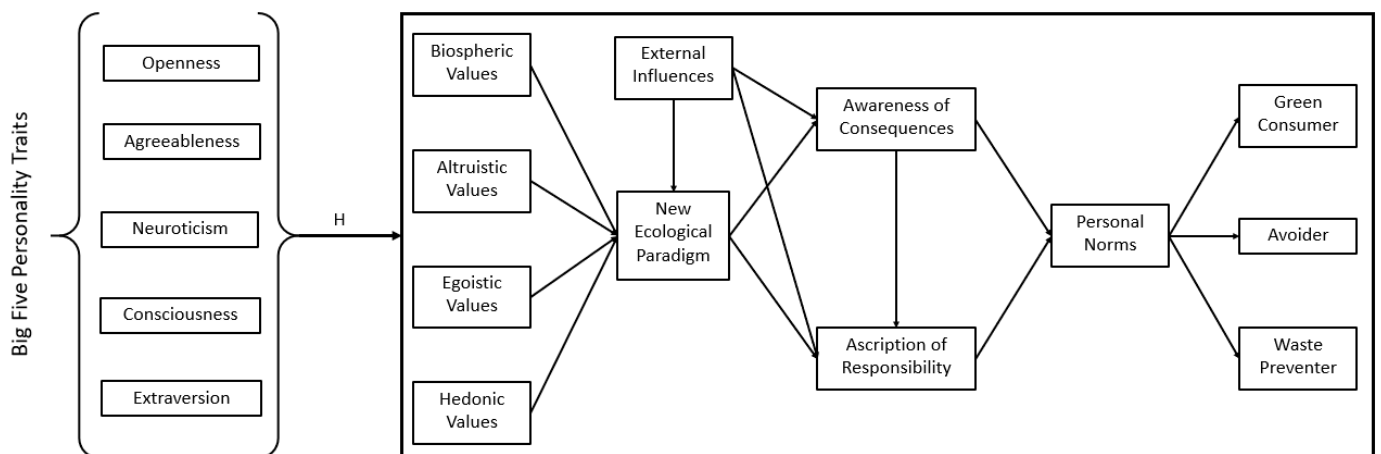 Big Five Personality Traits
Openness
Agreeableness
Neuroticism
Consciousness
Extraversion
H
Biospheric
Values
Altruistic
Values
Egoistic
Values
Hedonic
Values
External
Influences
New
Ecological
Paradigm
Awareness of
Consequences
Ascription of
Responsibility
Personal
Norms
Green
Consumer
Avoider
Waste
Preventer